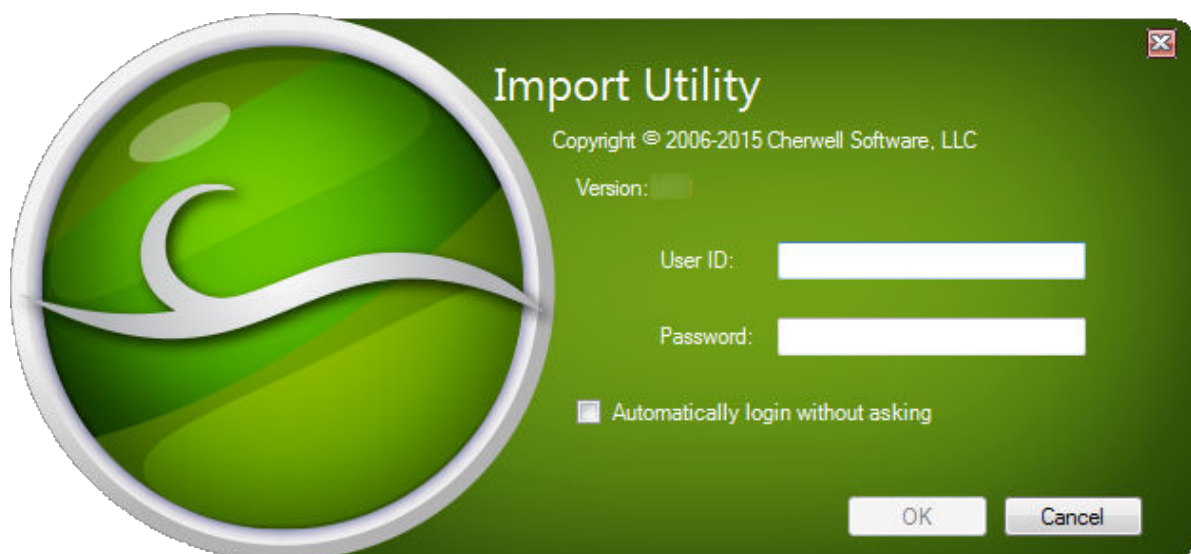 Import Utility
Copyright © 2006-2015 Cherwell Software, LLC
Version:
User ID:
Password:
Automatically login without asking
OK
Cancel